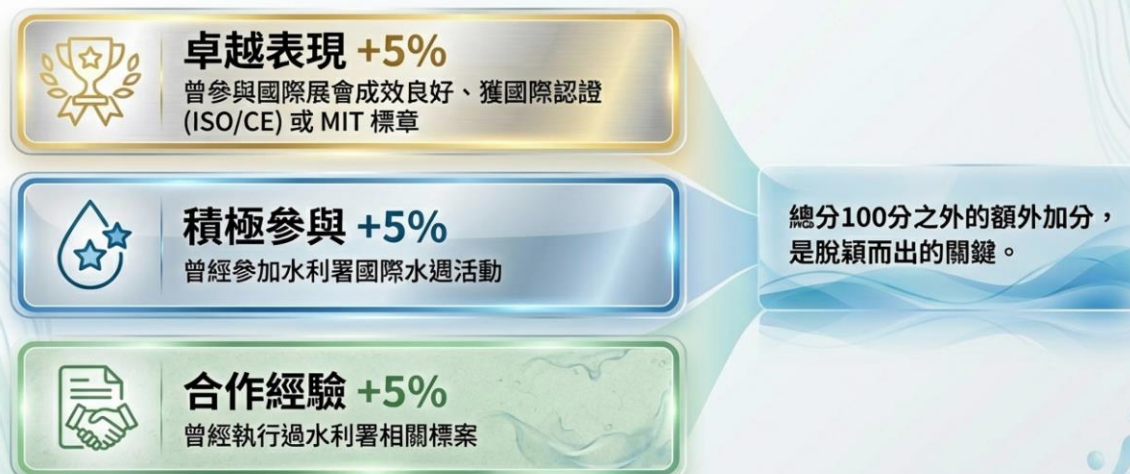 卓越表現 +5%
曾參與國際展會成效良好、獲國際認證
(ISO/CE) 或 MIT 標章
積極參與 +5%
曾經參加水利署國際水週活動
合作經驗 +5%
曾經執行過水利署相關標案
總分100分之外的額外加分，
是脫穎而出的關鍵。